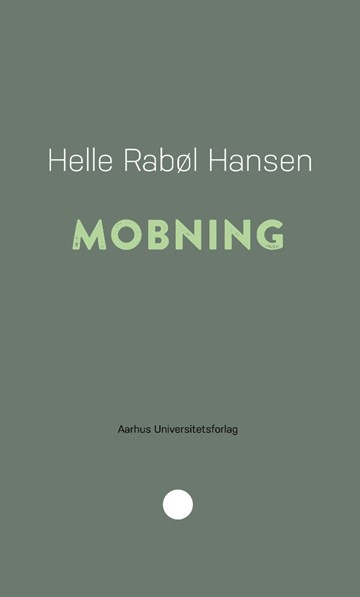 Helle Rabøl Hansen
MOBNING
Aarhus Universitetsforlag